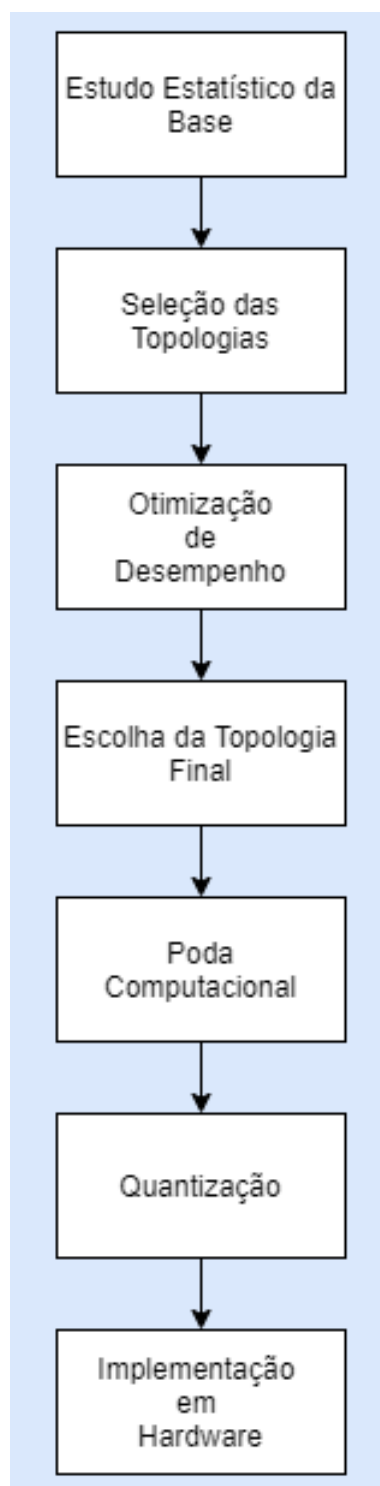 Estudo Estatístico da
Base
Seleção das
Topologias
Otimização
de
Desempenho
Escolha da Topologia
Final
Poda
Computacional
Quantização
Implementação
em
Hardware